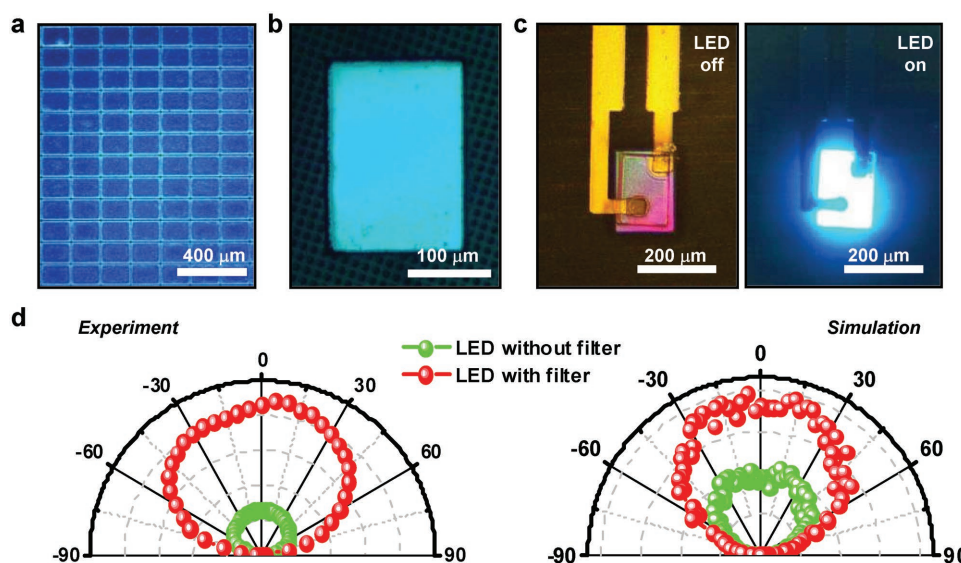 a
b
c
400 μm
100 μm
LED
off
200 μm
LED
on
200 μm
d
Experiment
LED without filter
LED with filter
Simulation
0
-30
30
-60
60
-90
90
0
-30
30
-60
60
-90
90